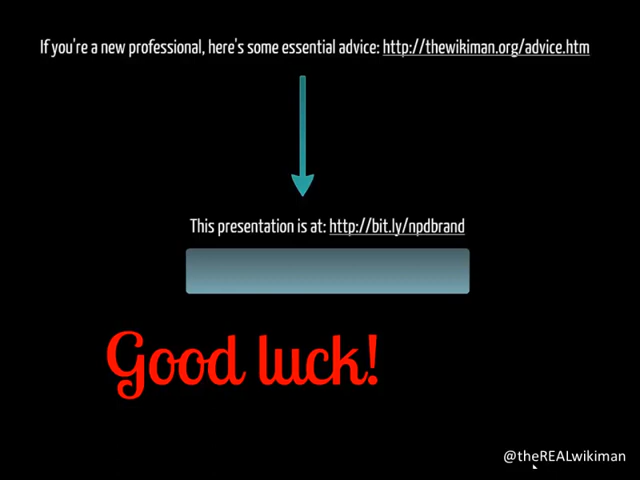 If you're a new professional, here's some essential advice: http://thewikiman.org/advice.htm
This presentation is at: http://bit.ly/npdbrand
Good luck!
@theREALwikiman